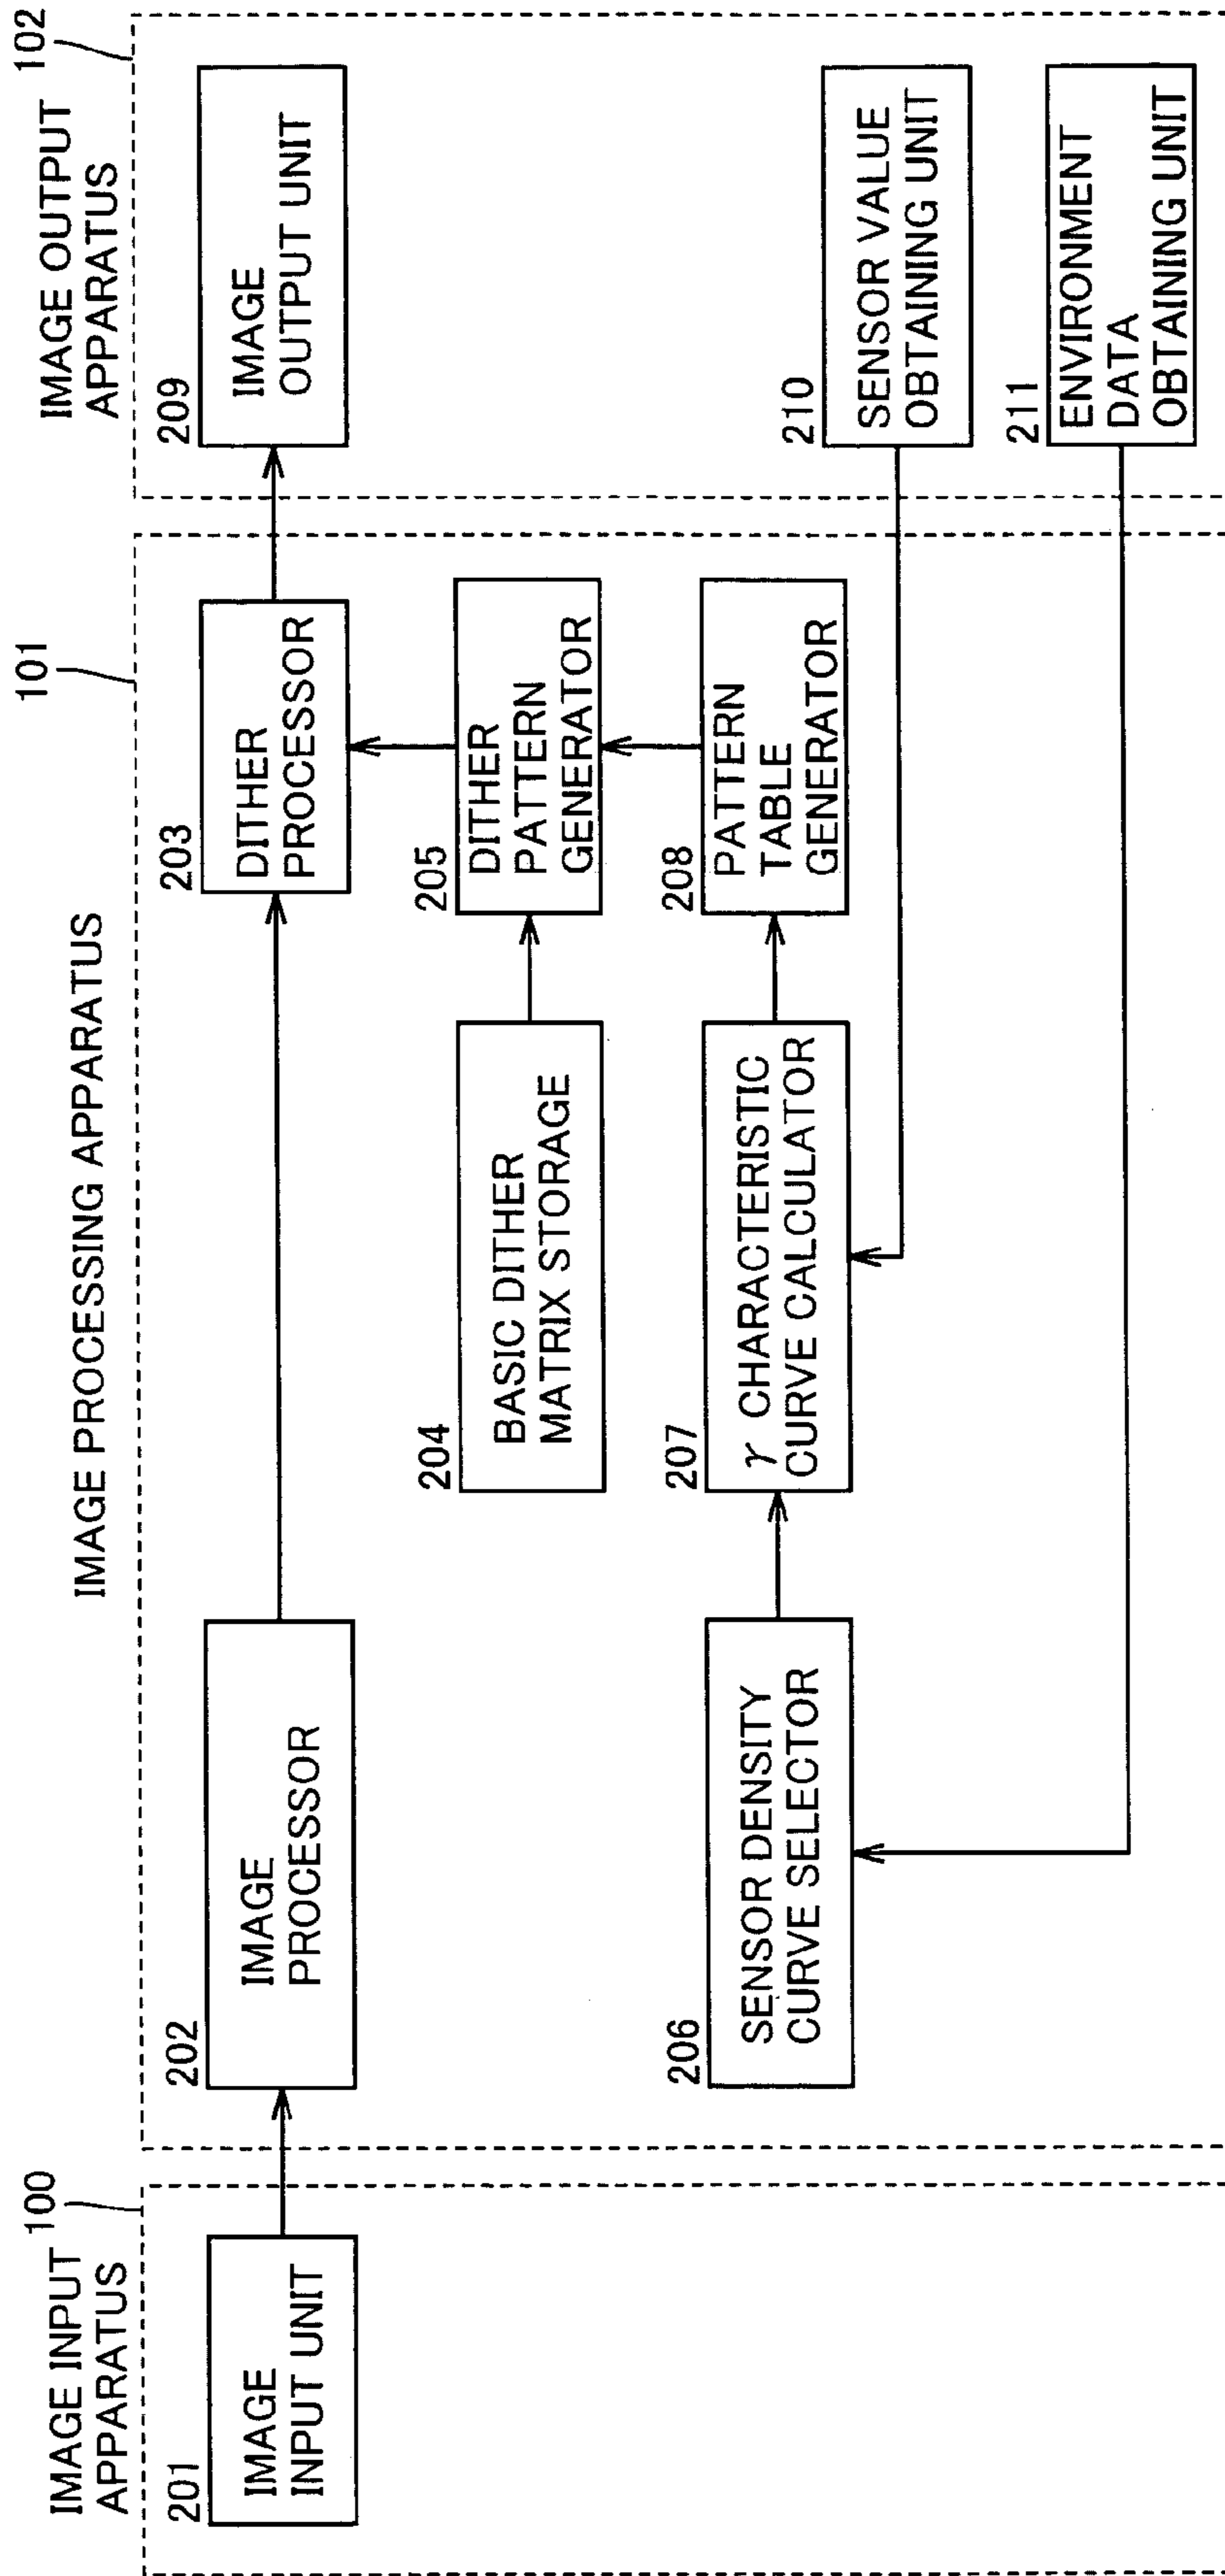 IMAGE INPUT
APPARATUS
100
201
IMAGE
INPUT UNIT
IMAGE PROCESSING APPARATUS
101
202
IMAGE
PROCESSOR
203
DITHER
PROCESSOR
204
BASIC DITHER
MATRIX STORAGE
205
DITHER
PATTERN
GENERATOR
206
SENSOR DENSITY
CURVE SELECTOR
207
γ CHARACTERISTIC
CURVE CALCULATOR
208
PATTERN
TABLE
GENERATOR
IMAGE OUTPUT
APPARATUS
102
209
IMAGE
OUTPUT UNIT
210
SENSOR VALUE
OBTAINING UNIT
211
ENVIRONMENT
DATA
OBTAINING UNIT